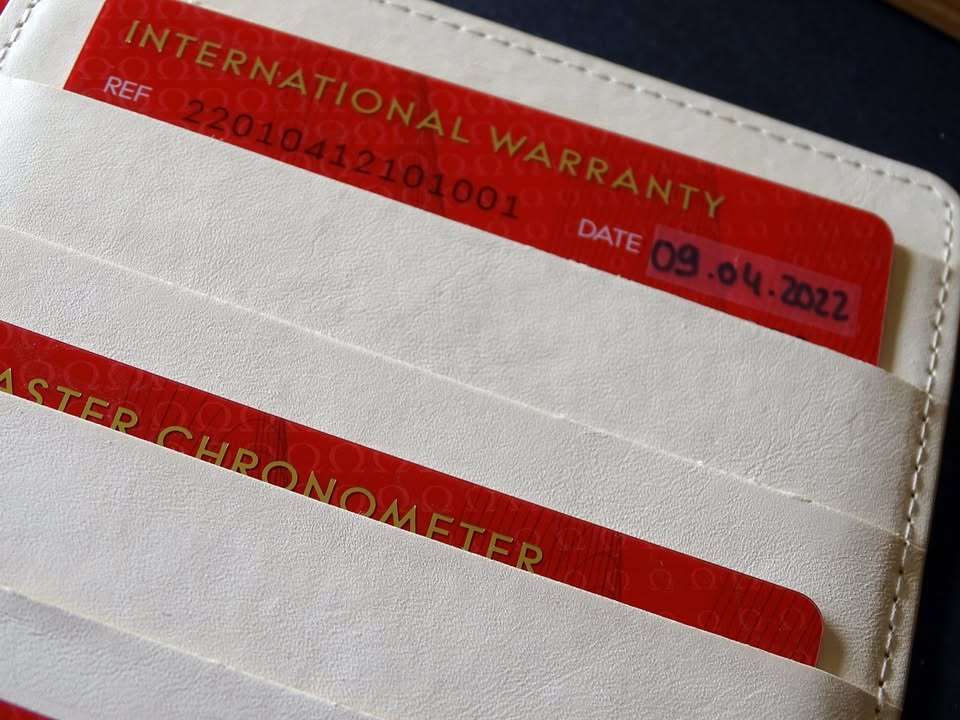 INTERNATIONAL WARRANTY
REF 22010412101001
DATE 09.04.2022
ASTER CHRONOMETER